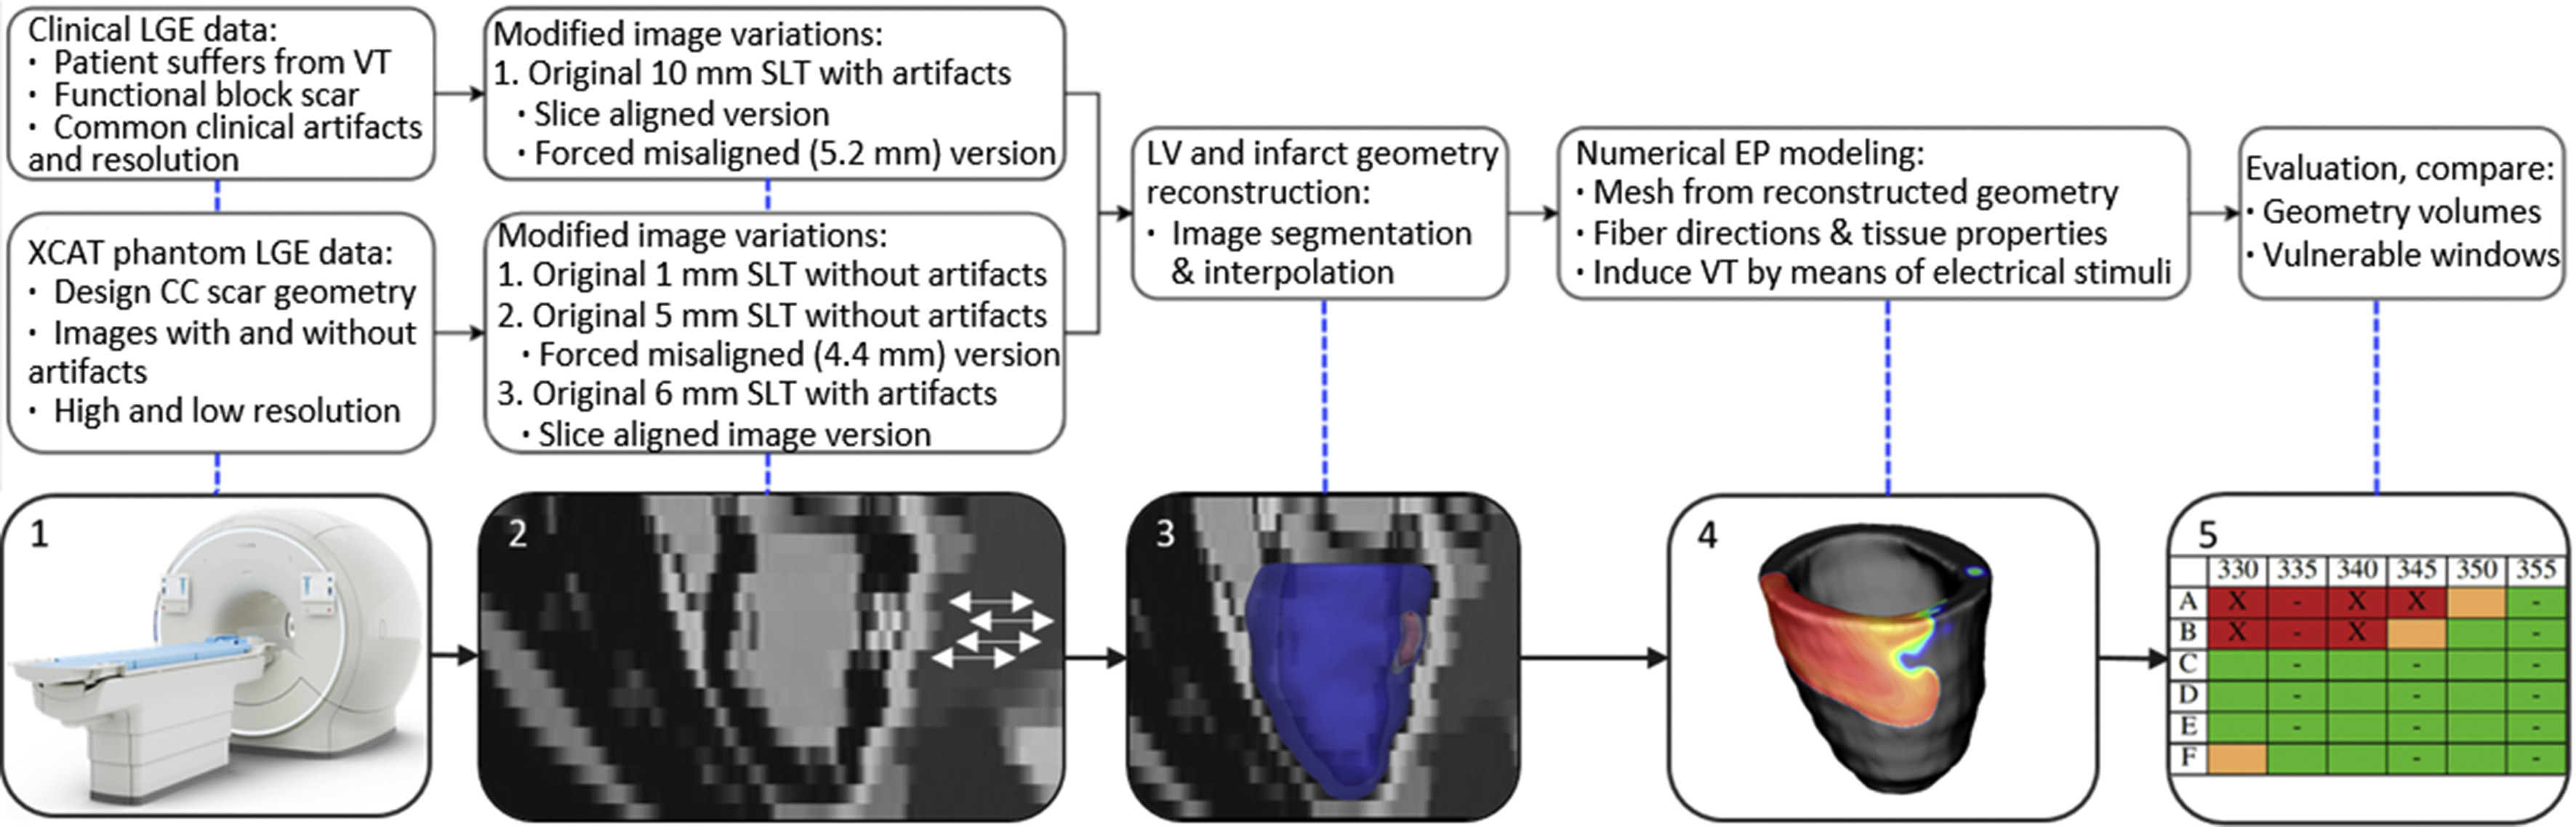 Clinical LGE data:
· Patient suffers from VT
· Functional block scar
· Common clinical artifacts
and resolution
Modified image variations:
1. Original 10 mm SLT with artifacts
· Slice aligned version
· Forced misaligned (5.2 mm) version
XCAT phantom LGE data:
· Design CC scar geometry
· Images with and without
artifacts
· High and low resolution
Modified image variations:
1. Original 1 mm SLT without artifacts
2. Original 5 mm SLT without artifacts
· Forced misaligned (4.4 mm) version
3. Original 6 mm SLT with artifacts
· Slice aligned image version
LV and infarct geometry
reconstruction:
· Image segmentation
& interpolation
Numerical EP modeling:
· Mesh from reconstructed geometry
· Fiber directions & tissue properties
· Induce VT by means of electrical stimuli
Evaluation, compare:
· Geometry volumes
· Vulnerable windows
1
2
3
4
5
330 335 340 345 350 355
A X - X X -
B X - X -
C - - -
D - - -
E - - -
F - -